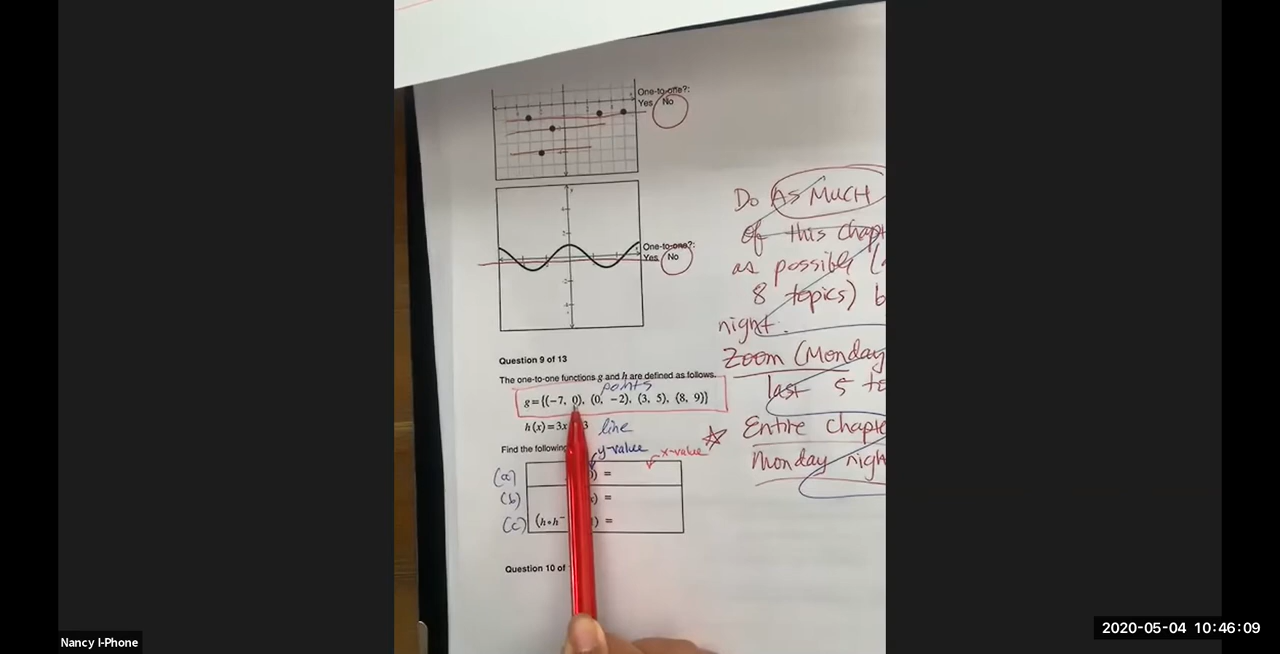 One-to-one?:
Yes No
One-to-one?:
Yes No
Do AS MUCH
of this chapt
as possible
8 topics) b
night.
Zoom (Monday
last 5 to
Entire Chapte
Monday nigh
Question 9 of 13
The one-to-one functions g and h are defined as follows.
points
g={(−7, 0), (0, −2), (3, 5), (8, 9)}
h(x)=3x 3 line
Find the following
y-value x-value
(a) ) =
(b) ) =
(c) (h∘h⁻ ) =
Question 10 of
Nancy I-Phone
2020-05-04 10:46:09